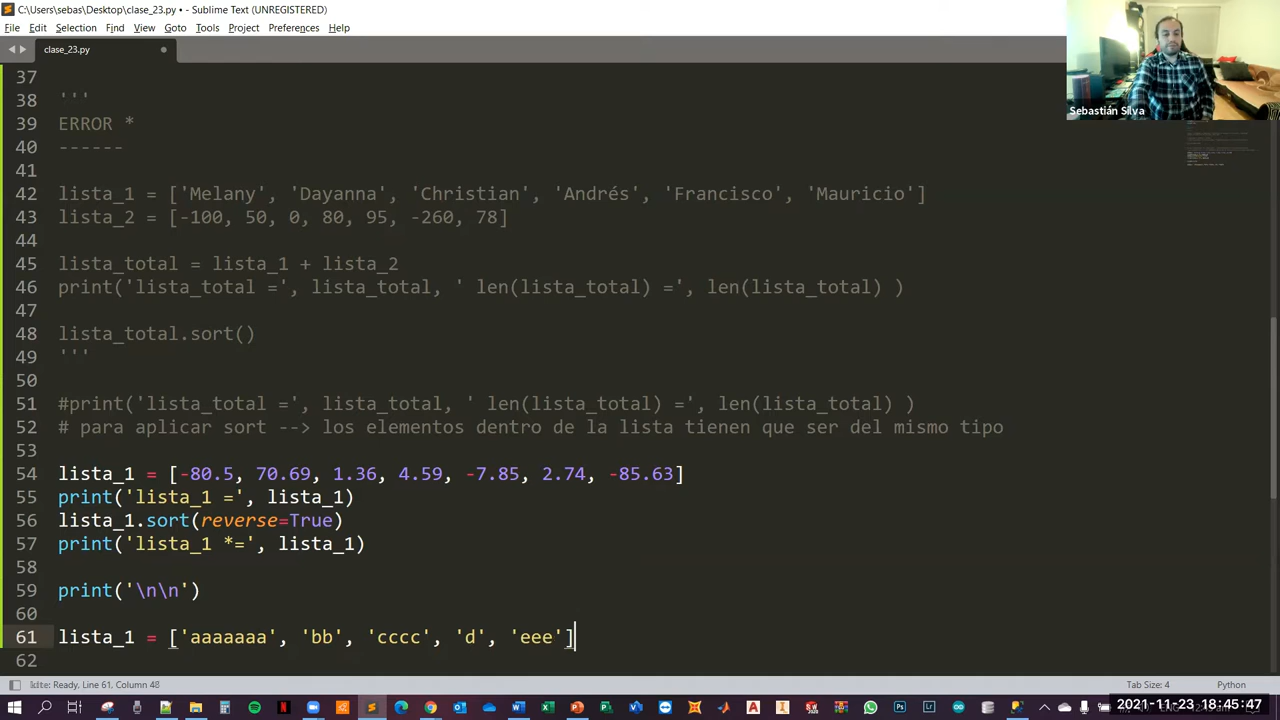 C:\Users\sebas\Desktop\clase_23.py • - Sublime Text (UNREGISTERED)
File Edit Selection Find View Goto Tools Project Preferences Help
clase_23.py
Sebastián Silva
37
38 '''
39 ERROR *
40 ------
41
42 lista_1 = ['Melany', 'Dayanna', 'Christian', 'Andrés', 'Francisco', 'Mauricio']
43 lista_2 = [-100, 50, 0, 80, 95, -260, 78]
44
45 lista_total = lista_1 + lista_2
46 print('lista_total =', lista_total, ' len(lista_total) =', len(lista_total) )
47
48 lista_total.sort()
49 '''
50
51 #print('lista_total =', lista_total, ' len(lista_total) =', len(lista_total) )
52 # para aplicar sort --> los elementos dentro de la lista tienen que ser del mismo tipo
53
54 lista_1 = [-80.5, 70.69, 1.36, 4.59, -7.85, 2.74, -85.63]
55 print('lista_1 =', lista_1)
56 lista_1.sort(reverse=True)
57 print('lista_1 *=', lista_1)
58
59 print('\n\n')
60
61 lista_1 = ['aaaaaaa', 'bb', 'cccc', 'd', 'eee']
62
Ready, Line 61, Column 48
Tab Size: 4
Python
2021-11-23 18:45:47